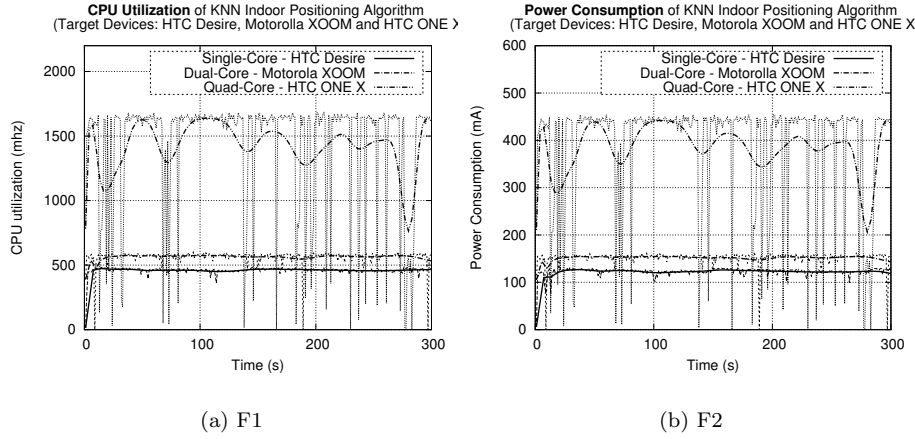 CPU Utilization of KNN Indoor Positioning Algorithm
(Target Devices: HTC Desire, Motorolla XOOM and HTC ONE X
Single-Core - HTC Desire
Dual-Core - Motorola XOOM
Quad-Core - HTC ONE X
CPU utilization (mhz)
2000
1500
1000
500
0
0 100 200 300
Time (s)
(a) F1
Power Consumption of KNN Indoor Positioning Algorithm
(Target Devices: HTC Desire, Motorolla XOOM and HTC ONE X
Single-Core - HTC Desire
Dual-Core - Motorolla XOOM
Quad-Core - HTC ONE X
Power Consumption (mA)
600
500
400
300
200
100
0
0 100 200 300
Time (s)
(b) F2